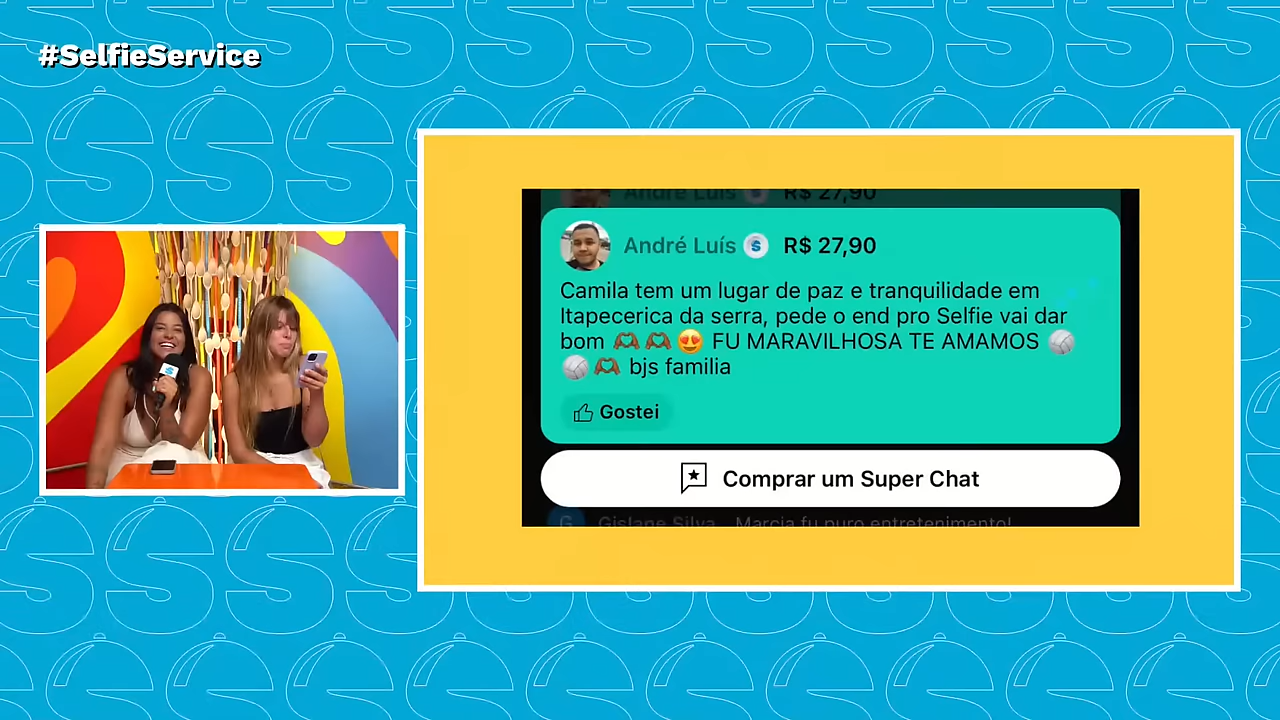 #SelfieService
André Luís R$ 27,90
André Luís S R$ 27,90
Camila tem um lugar de paz e tranquilidade em
Itapecerica da serra, pede o end pro Selfie vai dar
bom 🫶🏾🫶🏾😍 FU MARAVILHOSA TE AMAMOS 🏐
🏐🫶🏾 bjs familia
Gostei
Comprar um Super Chat
G Gislane Silva Marcia fu puro entretenimento!